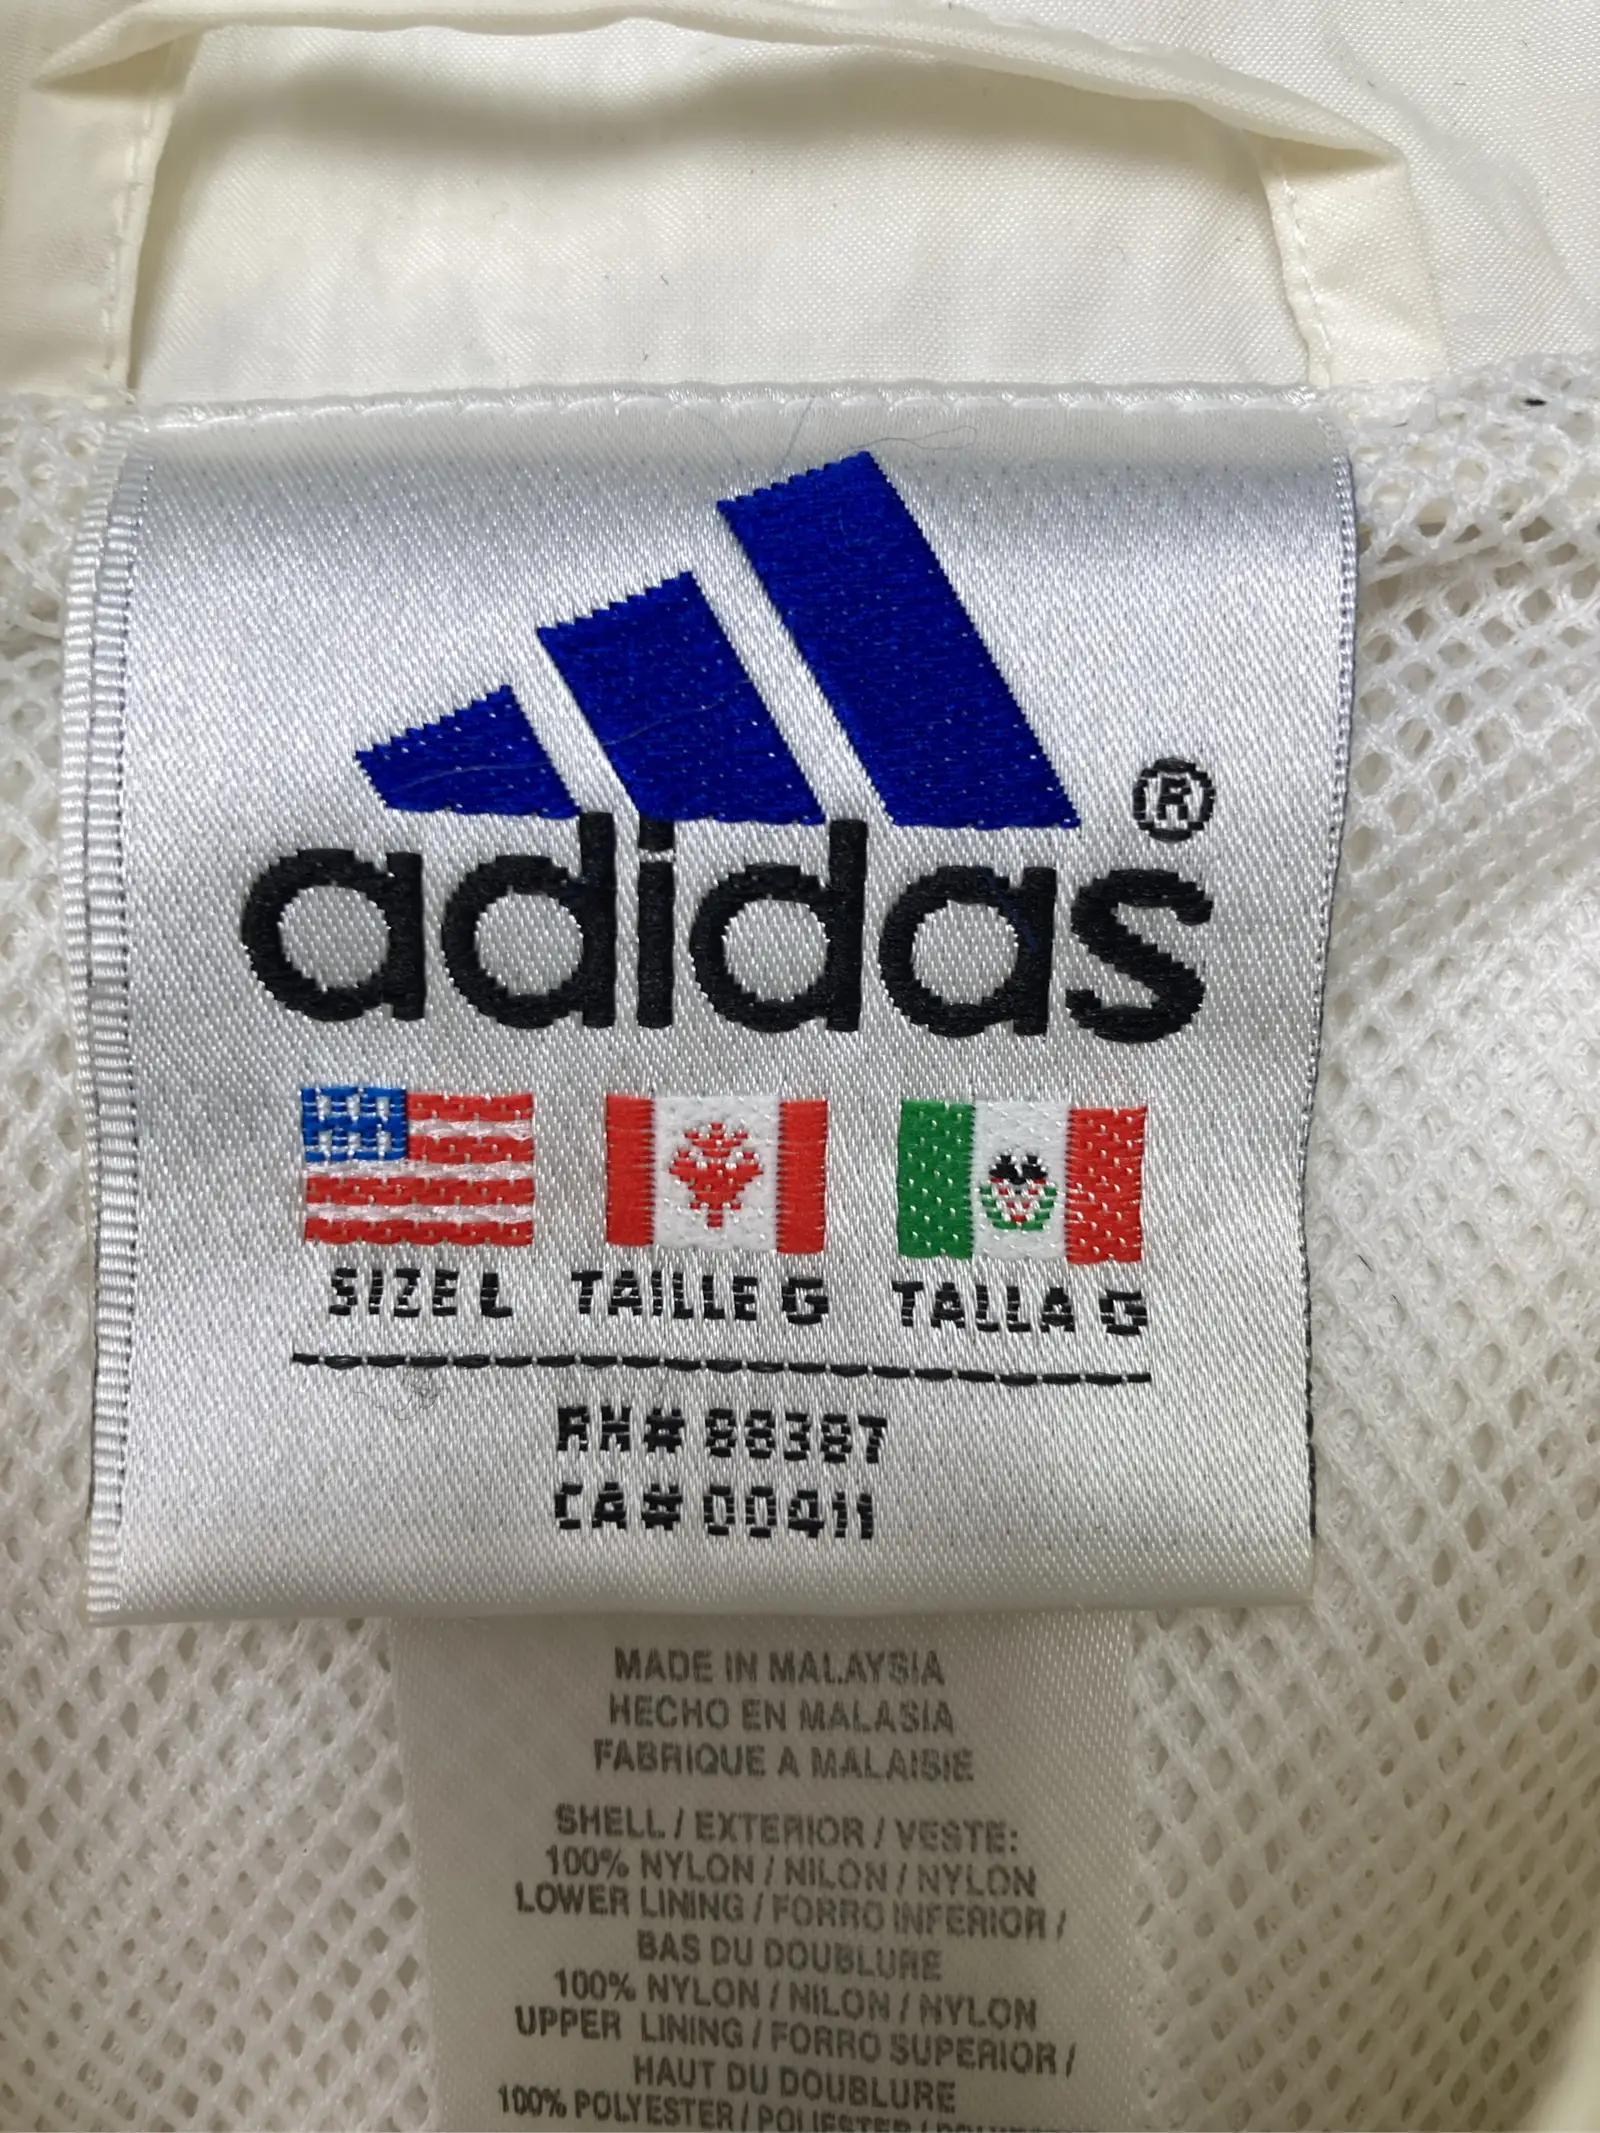 adidas®
SIZE L TAILLE G TALLA G
RN# 88387
CA# 00411
MADE IN MALAYSIA
HECHO EN MALASIA
FABRIQUE A MALAISIE
SHELL / EXTERIOR / VESTE:
100% NYLON / NILON / NYLON
LOWER LINING / FORRO INFERIOR /
BAS DU DOUBLURE
100% NYLON / NILON / NYLON
UPPER LINING / FORRO SUPERIOR /
HAUT DU DOUBLURE
100% POLYESTER / POLIESTER /